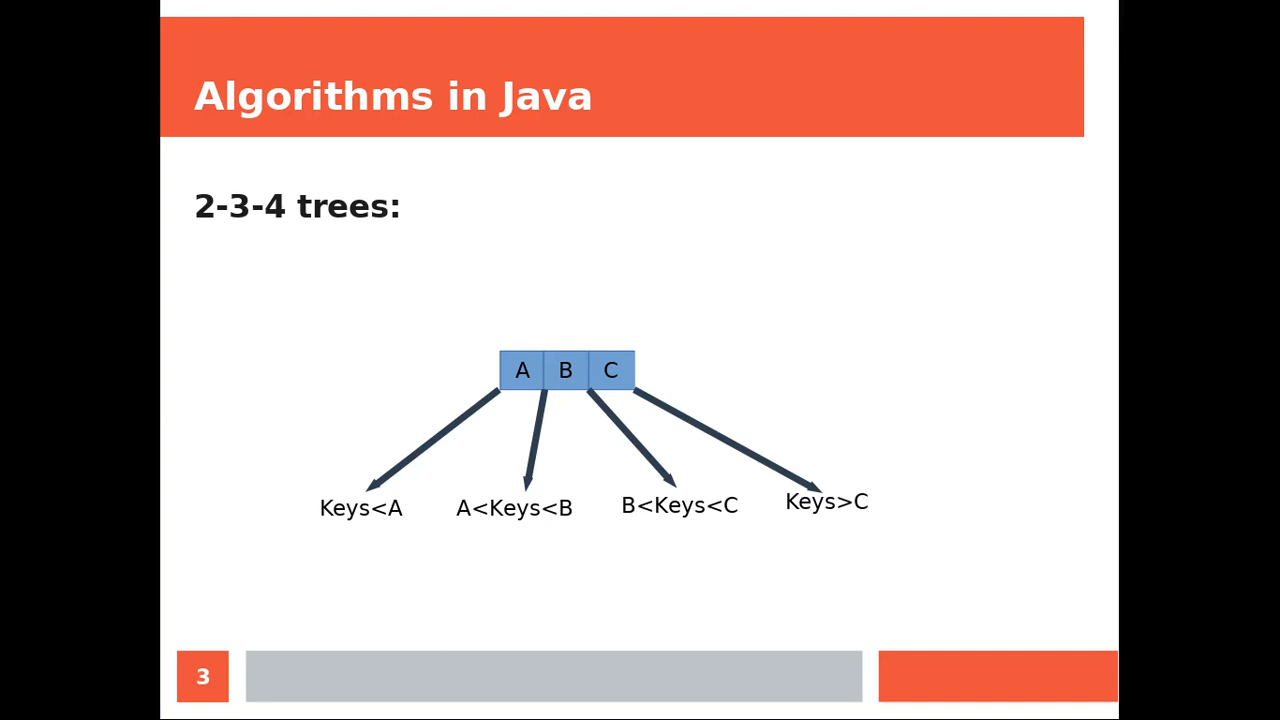 Algorithms in Java
2-3-4 trees:
A B C
Keys<A A<Keys<B B<Keys<C Keys>C
3